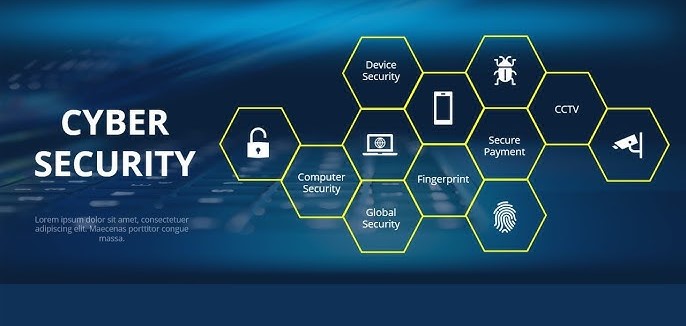 CYBER
SECURITY
Lorem ipsum dolor sit amet, consectetuer
adipiscing elit. Maecenas porttitor congue
massa.
Device
Security
CCTV
Secure
Payment
Computer
Security
Fingerprint
Global
Security